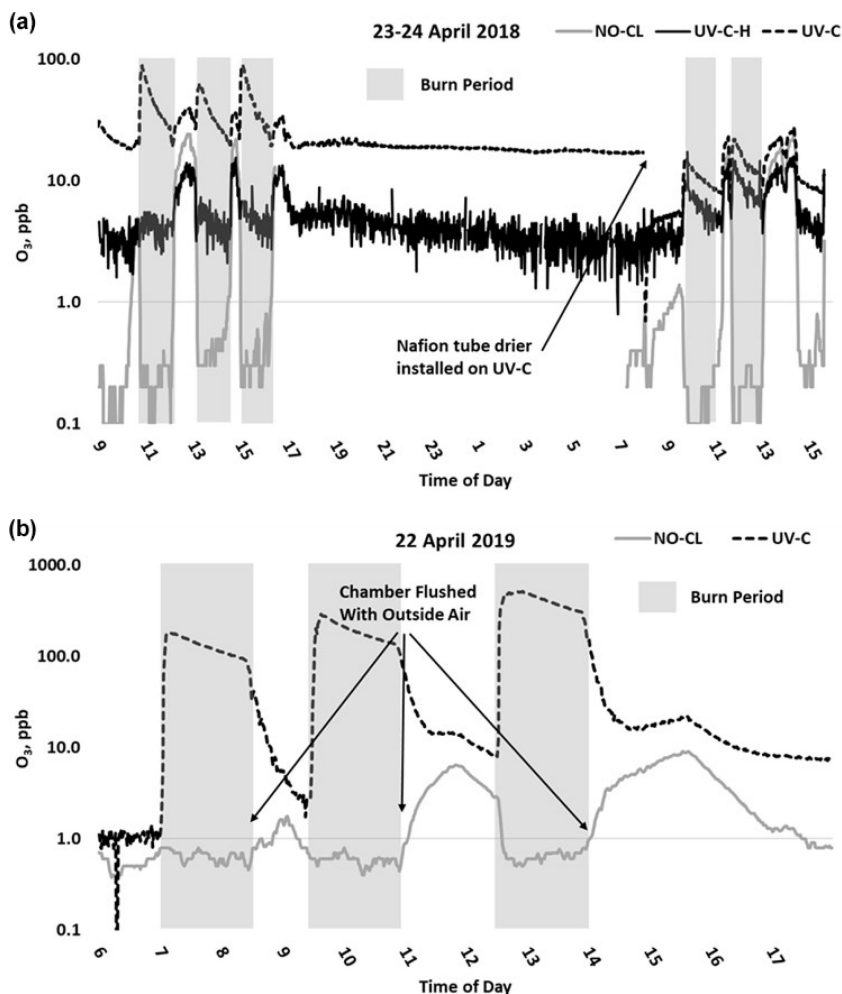 (a)
23-24 April 2018
NO-CL
UV-C-H
UV-C
100.0
Burn Period
10.0
O3, ppb
1.0
Nafion tube drier
installed on UV-C
0.1
9
11
13
15
17
19
21
23
1
3
5
7
9
11
13
15
Time of Day
(b)
22 April 2019
NO-CL
UV-C
1000.0
Chamber Flushed
With Outside Air
Burn Period
100.0
O3, ppb
10.0
1.0
0.1
6
7
8
9
10
11
12
13
14
15
16
17
Time of Day